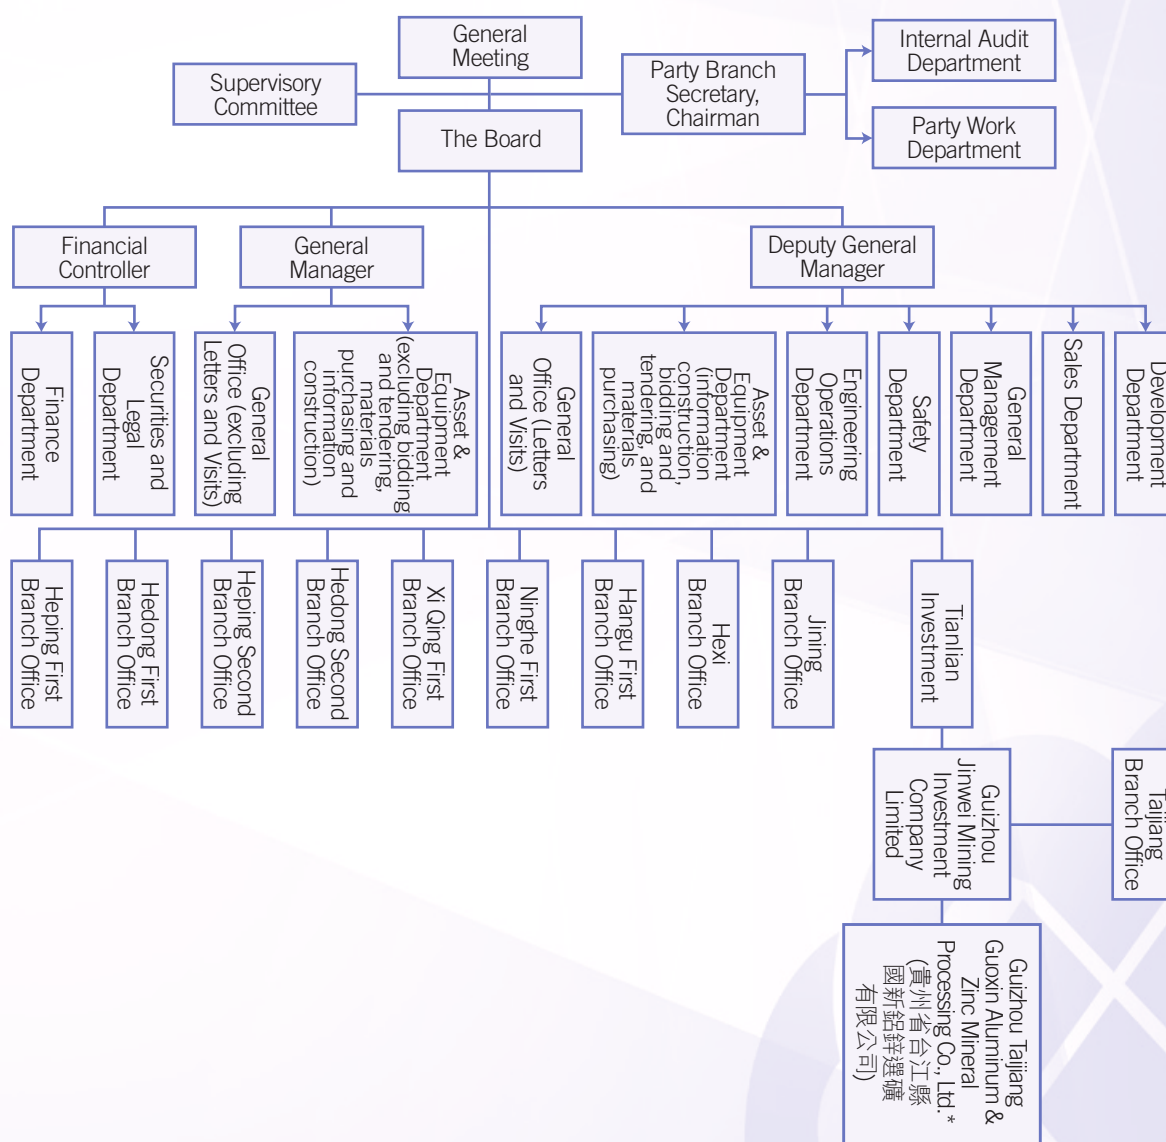 General
Meeting
Supervisory
Committee
Party Branch
Secretary,
Chairman
Internal Audit
Department
The Board
Party Work
Department
Financial
Controller
General
Manager
Deputy General
Manager
Finance
Department
Securities and
Legal
Department
General
Office (excluding
Letters and Visits)
Asset &
Equipment
Department
(excluding bidding
and tendering,
materials
purchasing and
information
construction)
General
Office (Letters
and Visits)
Asset &
Equipment
Department
(information
construction,
bidding and
tendering, and
materials
purchasing)
Engineering
Operations
Department
Safety
Department
General
Management
Department
Sales Department
Development
Department
Heping First
Branch Office
Hedong First
Branch Office
Heping Second
Branch Office
Hedong Second
Branch Office
Xi Qing First
Branch Office
Ninghe First
Branch Office
Hangu First
Branch Office
Hexi
Branch Office
Jining
Branch Office
Tianlian
Investment
Guizhou
Jinwei Mining
Investment
Company
Limited
Taijiang
Branch Office
Guizhou Taijiang
Guoxin Aluminum &
Zinc Mineral
Processing Co., Ltd.*
(貴州省台江縣
國新鋁鋅選礦
有限公司)